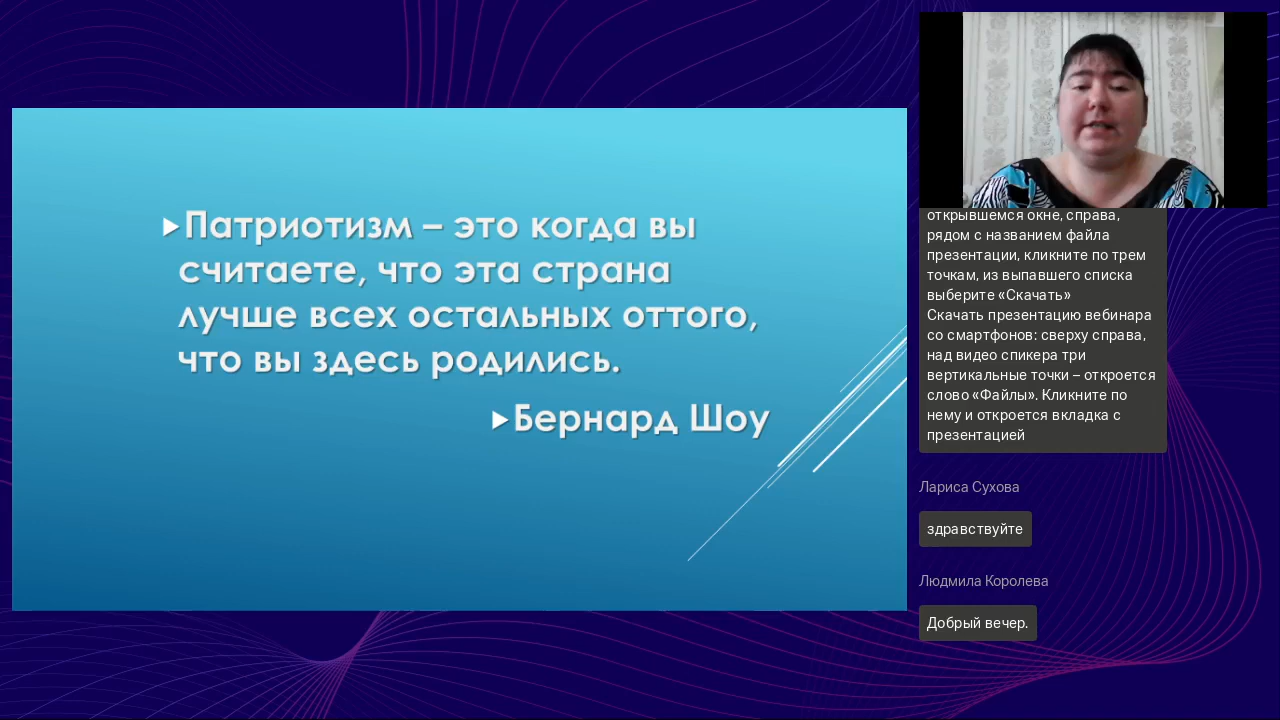 ▸Патриотизм – это когда вы
считаете, что эта страна
лучше всех остальных оттого,
что вы здесь родились.
▸Бернард Шоу
открывшемся окне, справа,
рядом с названием файла
презентации, кликните по трем
точкам, из выпавшего списка
выберите «Скачать»
Скачать презентацию вебинара
со смартфонов: сверху справа,
над видео спикера три
вертикальные точки – откроется
слово «Файлы». Кликните по
нему и откроется вкладка с
презентацией
Лариса Сухова
здравствуйте
Людмила Королева
Добрый вечер.